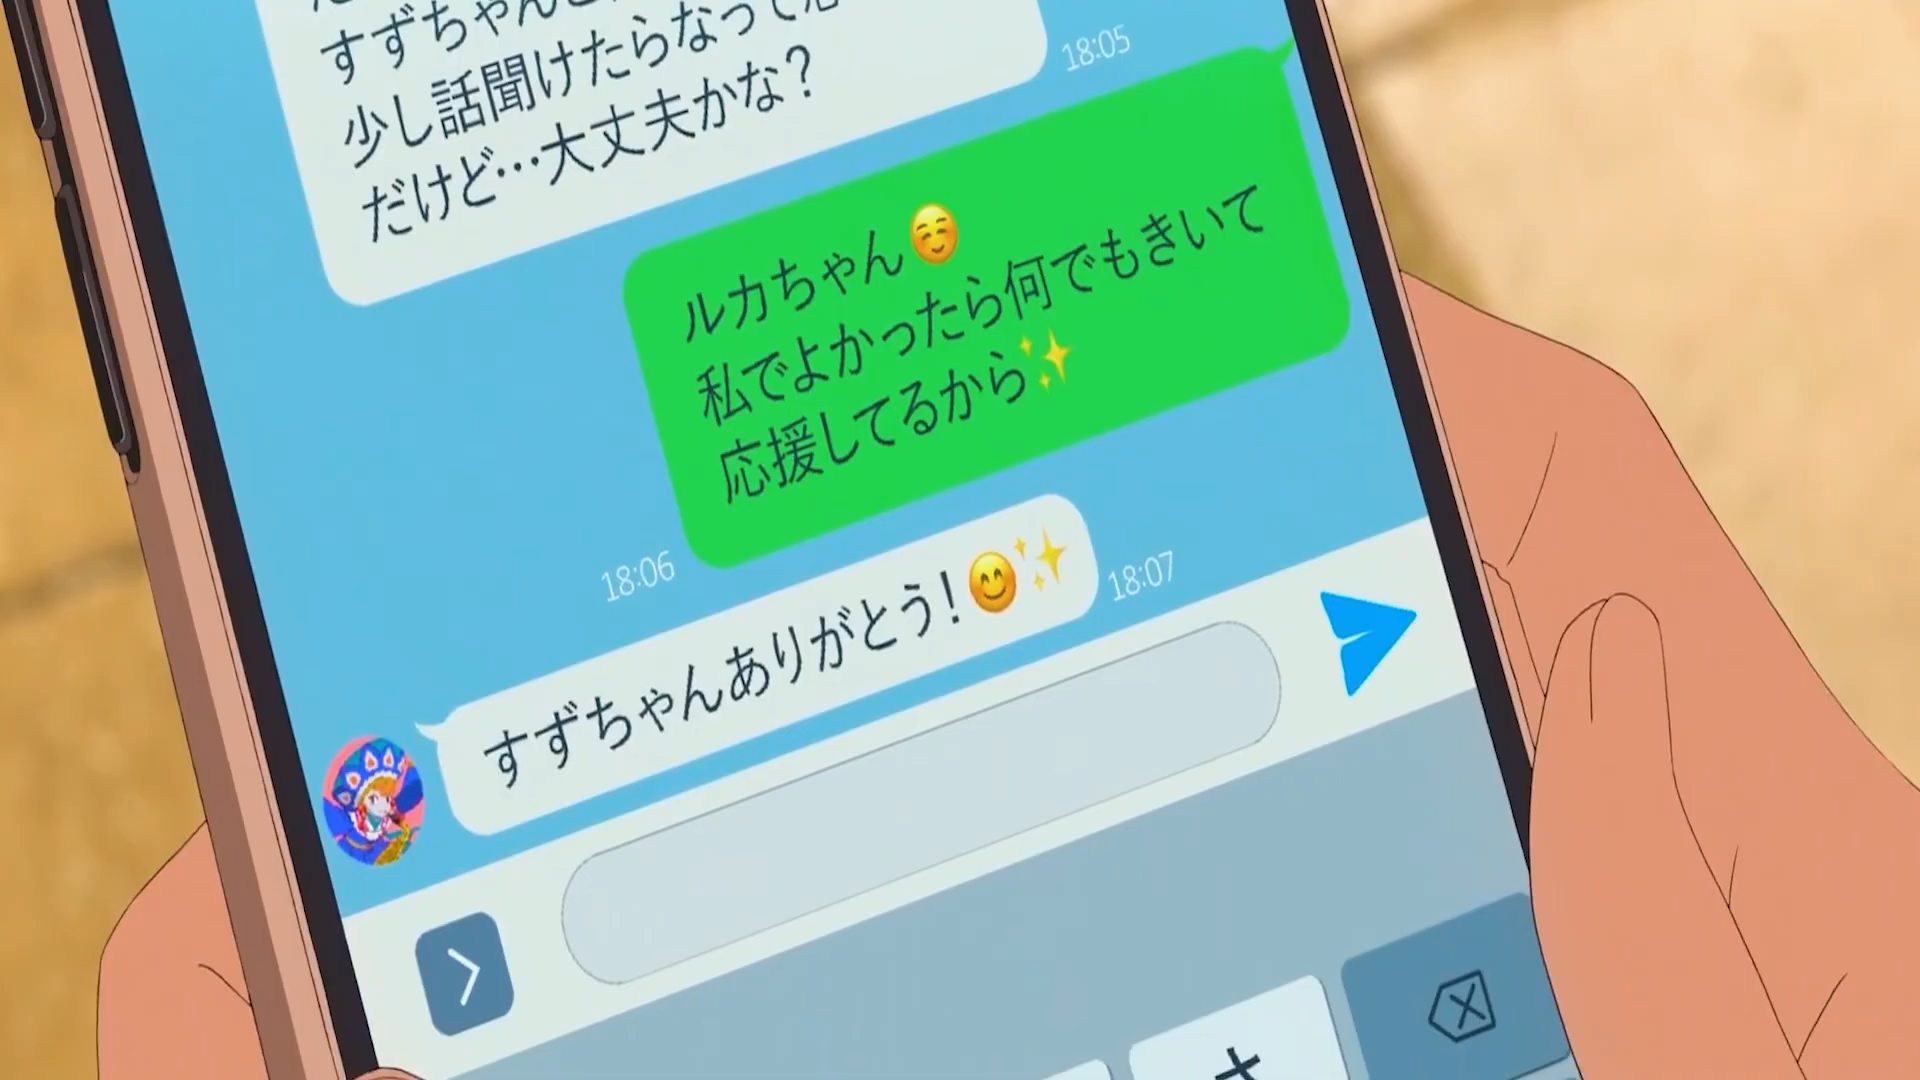 すずちゃん
少し話聞けたらなって
だけど…大丈夫かな？
18:05
ルカちゃん😊
私でよかったら何でもきいて
応援してるから✨
18:06
すずちゃんありがとう！😊✨
18:07